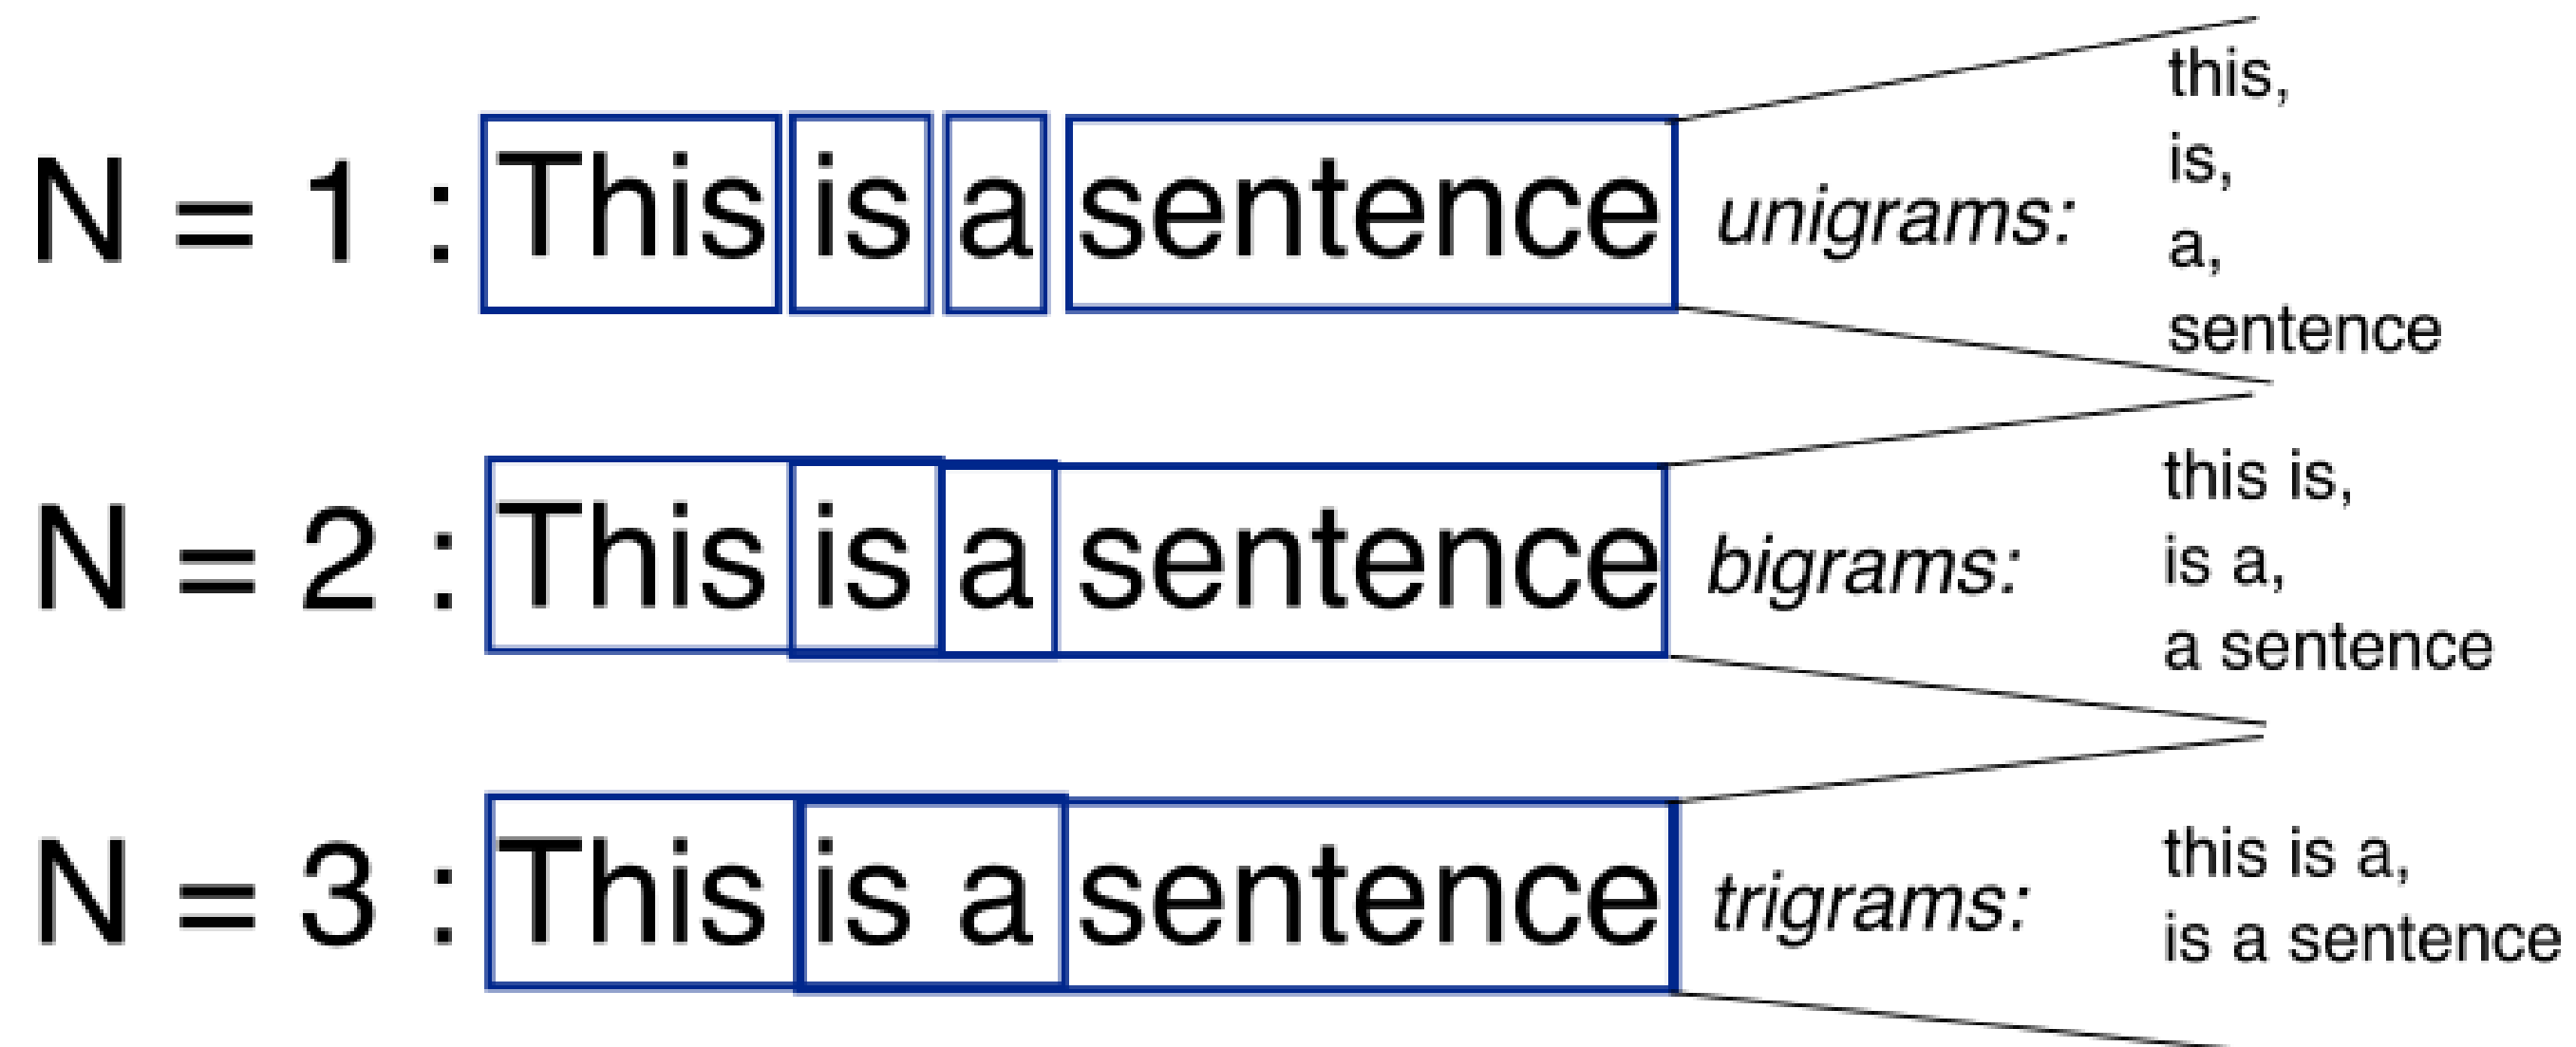 N = 1 : This is a sentence unigrams:
this,
is,
a,
sentence
N = 2 : This is a sentence bigrams:
this is,
is a,
a sentence
N = 3 : This is a sentence trigrams:
this is a,
is a sentence